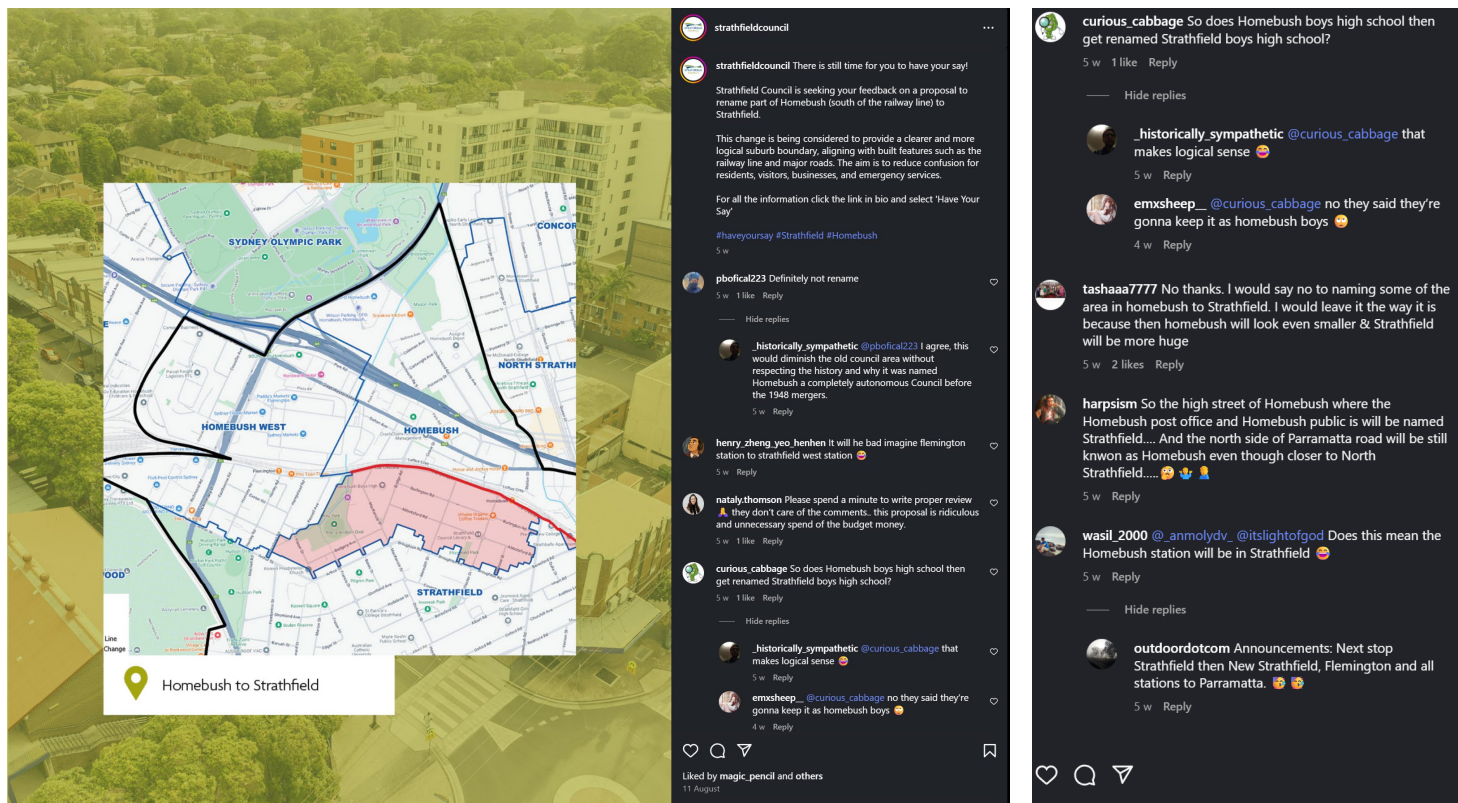 SYDNEY OLYMPIC PARK
CONCOR
NORTH STRATHF
HOMEBUSH WEST
HOMEBUSH
STRATHFIELD
OOD
Line
Change
Homebush to Strathfield
strathfieldcouncil
strathfieldcouncil There is still time for you to have your say!
Strathfield Council is seeking your feedback on a proposal to
rename part of Homebush (south of the railway line) to
Strathfield.
This change is being considered to provide a clearer and more
logical suburb boundary, aligning with built features such as the
railway line and major roads. The aim is to reduce confusion for
residents, visitors, businesses, and emergency services.
For all the information click the link in bio and select 'Have Your
Say'
#haveyoursay #Strathfield #Homebush
5 w
pbofical223 Definitely not rename
5 w 1 like Reply
Hide replies
_historically_sympathetic @pbofical223 I agree, this
would diminish the old council area without
respecting the history and why it was named
Homebush a completely autonomous Council before
the 1948 mergers.
5 w Reply
henry_zheng_yeo_henhen It will he bad imagine flemington
station to strathfield west station 😂
5 w Reply
nataly.thomson Please spend a minute to write proper review
🙏 they don't care of the comments.. this proposal is ridiculous
and unnecessary spend of the budget money.
5 w 1 like Reply
curious_cabbage So does Homebush boys high school then
get renamed Strathfield boys high school?
5 w 1 like Reply
Hide replies
_historically_sympathetic @curious_cabbage that
makes logical sense 😂
5 w Reply
emxsheep__ @curious_cabbage no they said they're
gonna keep it as homebush boys 🙄
4 w Reply
Liked by magic_pencil and others
11 August
curious_cabbage So does Homebush boys high school then
get renamed Strathfield boys high school?
5 w 1 like Reply
Hide replies
_historically_sympathetic @curious_cabbage that
makes logical sense 😂
5 w Reply
emxsheep__ @curious_cabbage no they said they're
gonna keep it as homebush boys 🙄
4 w Reply
tashaaa7777 No thanks. I would say no to naming some of the
area in homebush to Strathfield. I would leave it the way it is
because then homebush will look even smaller & Strathfield
will be more huge
5 w 2 likes Reply
harpsism So the high street of Homebush where the
Homebush post office and Homebush public is will be named
Strathfield.... And the north side of Parramatta road will be still
knwon as Homebush even though closer to North
Strathfield.....
5 w Reply
wasil_2000 @_anmolydv_ @itslightofgod Does this mean the
Homebush station will be in Strathfield 😂
5 w Reply
Hide replies
outdoordotcom Announcements: Next stop
Strathfield then New Strathfield, Flemington and all
stations to Parramatta.
5 w Reply